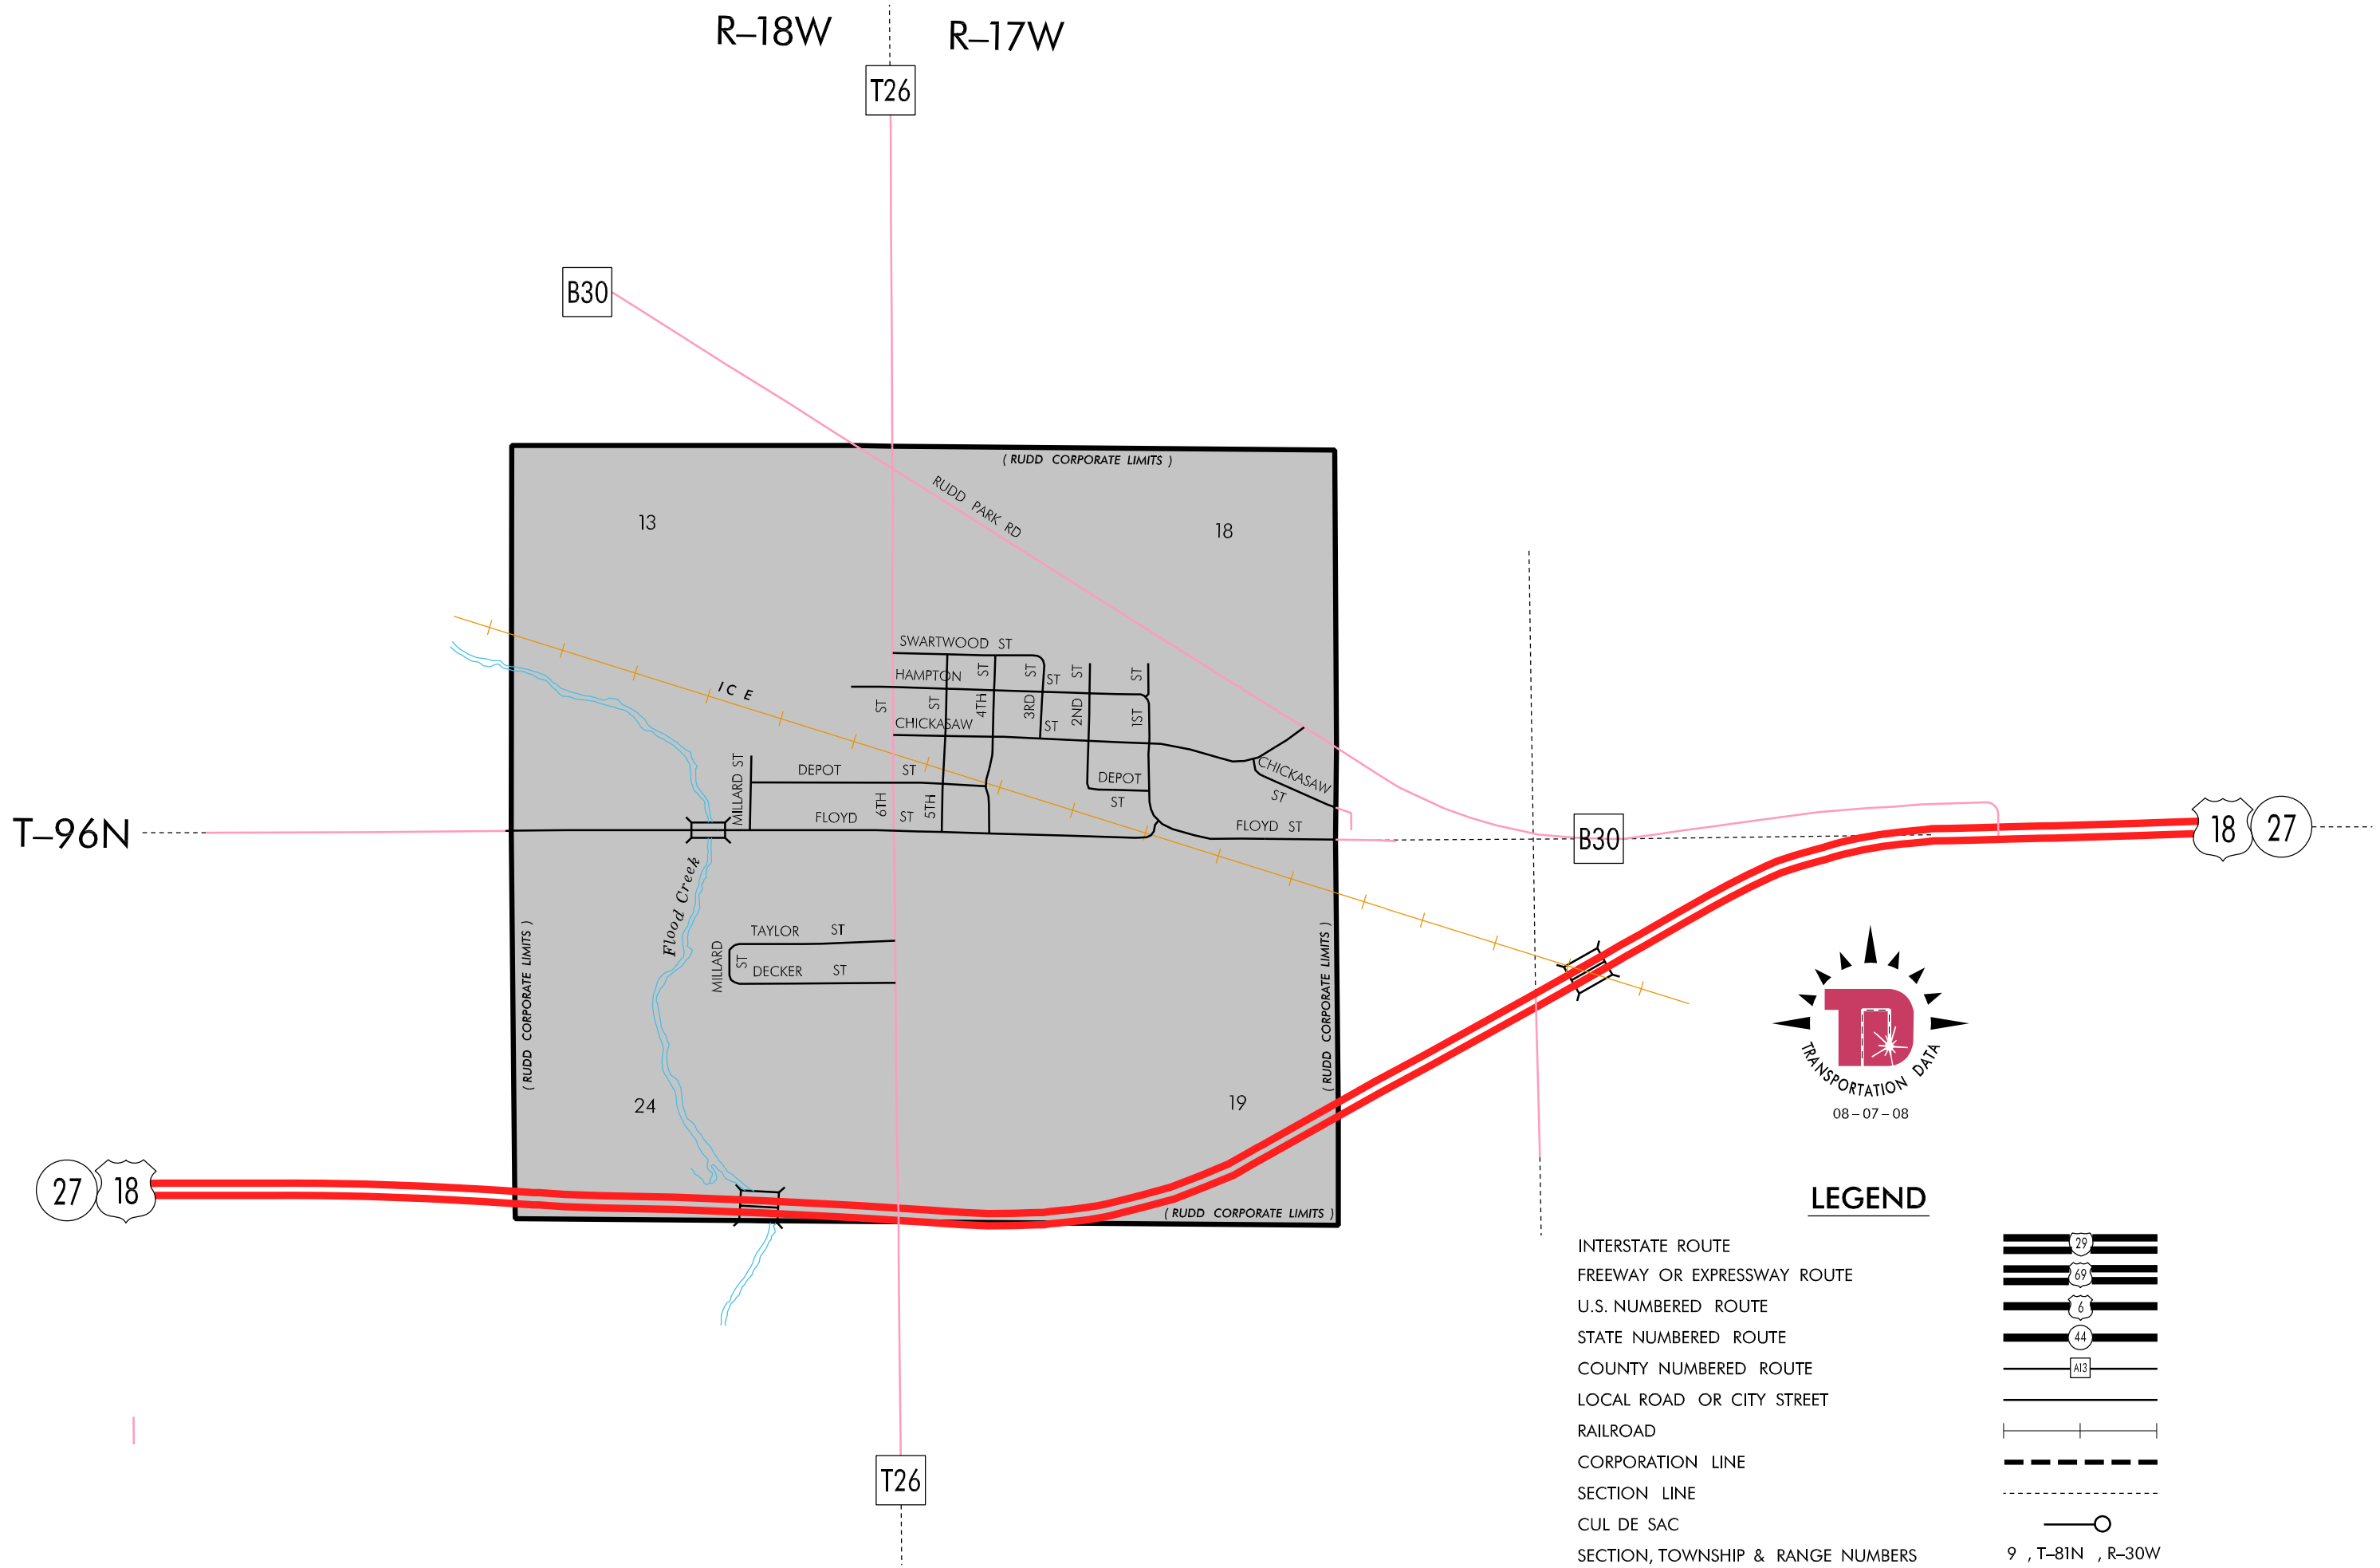 R–18W
R–17W
T26
B30
( RUDD CORPORATE LIMITS )
RUDD PARK RD
13
18
SWARTWOOD ST
HAMPTON ST
CHICKASAW ST
6TH ST
5TH ST
4TH ST
3RD ST
2ND ST
1ST ST
ICE
MILLARD ST
DEPOT ST
DEPOT ST
CHICKASAW ST
FLOYD ST
FLOYD ST
T–96N
B30
18
27
Flood Creek
TAYLOR ST
MILLARD ST
DECKER ST
( RUDD CORPORATE LIMITS )
( RUDD CORPORATE LIMITS )
24
19
27
18
( RUDD CORPORATE LIMITS )
T26
TRANSPORTATION DATA
08–07–08
LEGEND
INTERSTATE ROUTE 29
FREEWAY OR EXPRESSWAY ROUTE 69
U.S. NUMBERED ROUTE 6
STATE NUMBERED ROUTE 44
COUNTY NUMBERED ROUTE A13
LOCAL ROAD OR CITY STREET
RAILROAD
CORPORATION LINE
SECTION LINE
CUL DE SAC
SECTION, TOWNSHIP & RANGE NUMBERS 9 , T–81N , R–30W